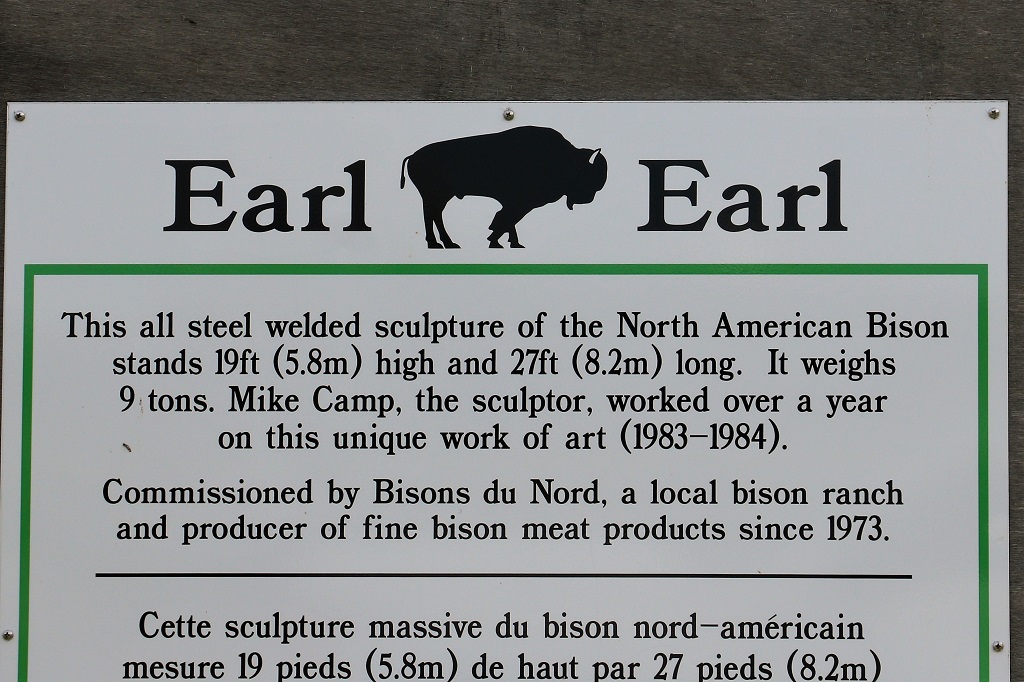 Earl Earl
This all steel welded sculpture of the North American Bison
stands 19ft (5.8m) high and 27ft (8.2m) long. It weighs
9 tons. Mike Camp, the sculptor, worked over a year
on this unique work of art (1983-1984).
Commissioned by Bisons du Nord, a local bison ranch
and producer of fine bison meat products since 1973.
Cette sculpture massive du bison nord-américain
mesure 19 pieds (5.8m) de haut par 27 pieds (8.2m)